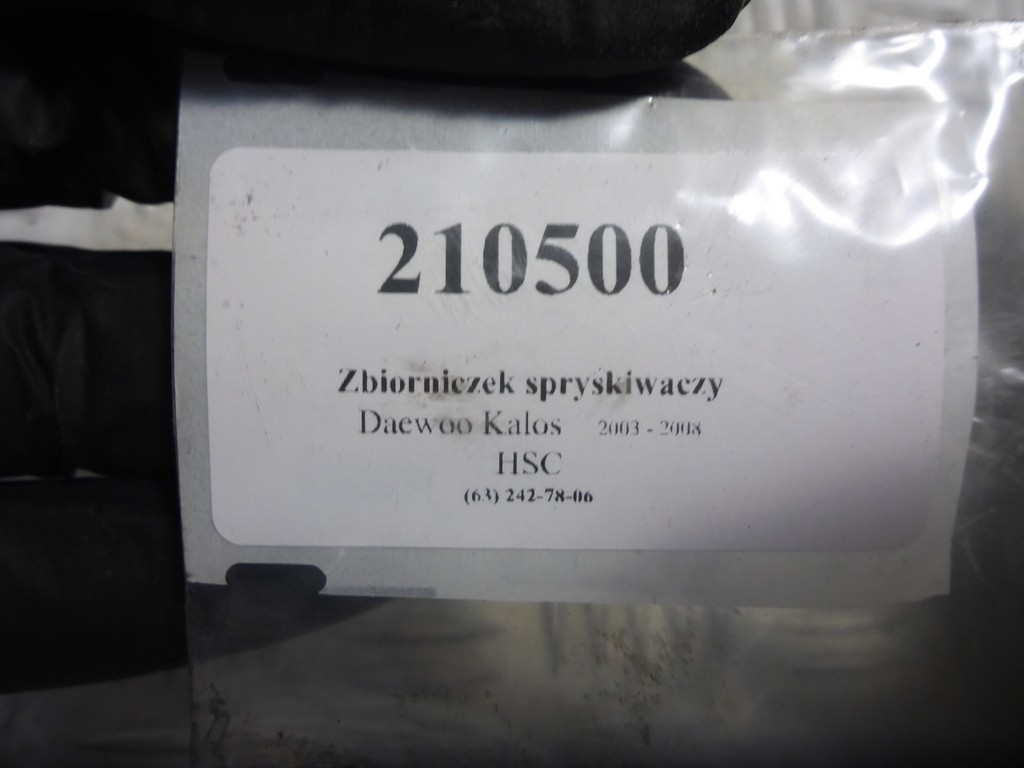 210500
Zbiorniczek spryskiwaczy
Daewoo Kalos 2003 - 2008
HSC
(63) 242-78-06